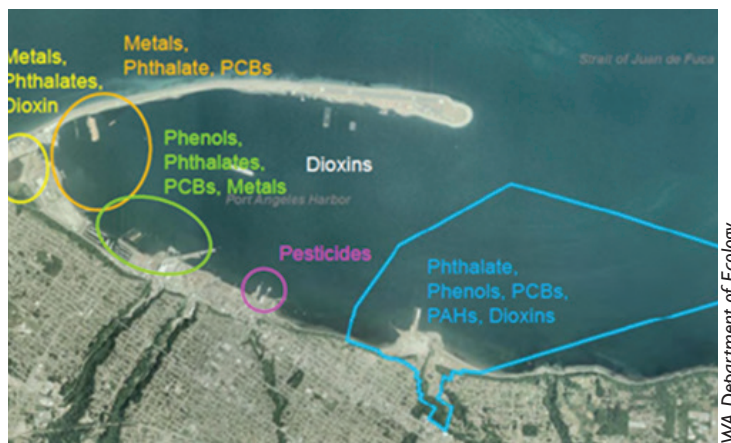 Metals,
Phthalates,
Dioxin
Metals,
Phthalate, PCBs
Strait of Juan de Fuca
Phenols,
Phthalates,
PCBs, Metals
Dioxins
Port Angeles Harbor
Pesticides
Phthalate,
Phenols, PCBs,
PAHs, Dioxins
WA Department of Ecology